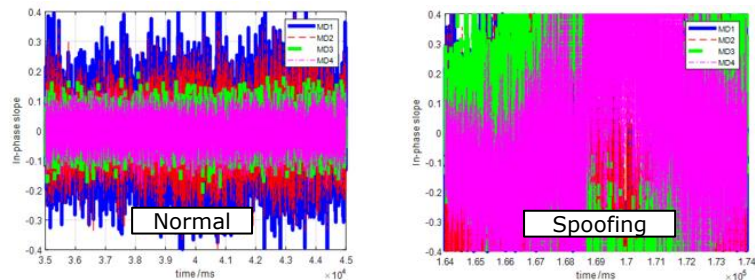 0.4
0.3
0.2
0.1
0
-0.1
-0.2
-0.3
-0.4
In-phase slope
3.5 3.6 3.7 3.8 3.9 4 4.1 4.2 4.3 4.4 4.5
time/ms
×10⁴
MD1
MD2
MD3
MD4
Normal
0.4
0.3
0.2
0.1
0
-0.1
-0.2
-0.3
-0.4
In-phase slope
1.64 1.65 1.66 1.67 1.68 1.69 1.7 1.71 1.72 1.73 1.74
time/ms
×10⁵
MD1
MD2
MD3
MD4
Spoofing